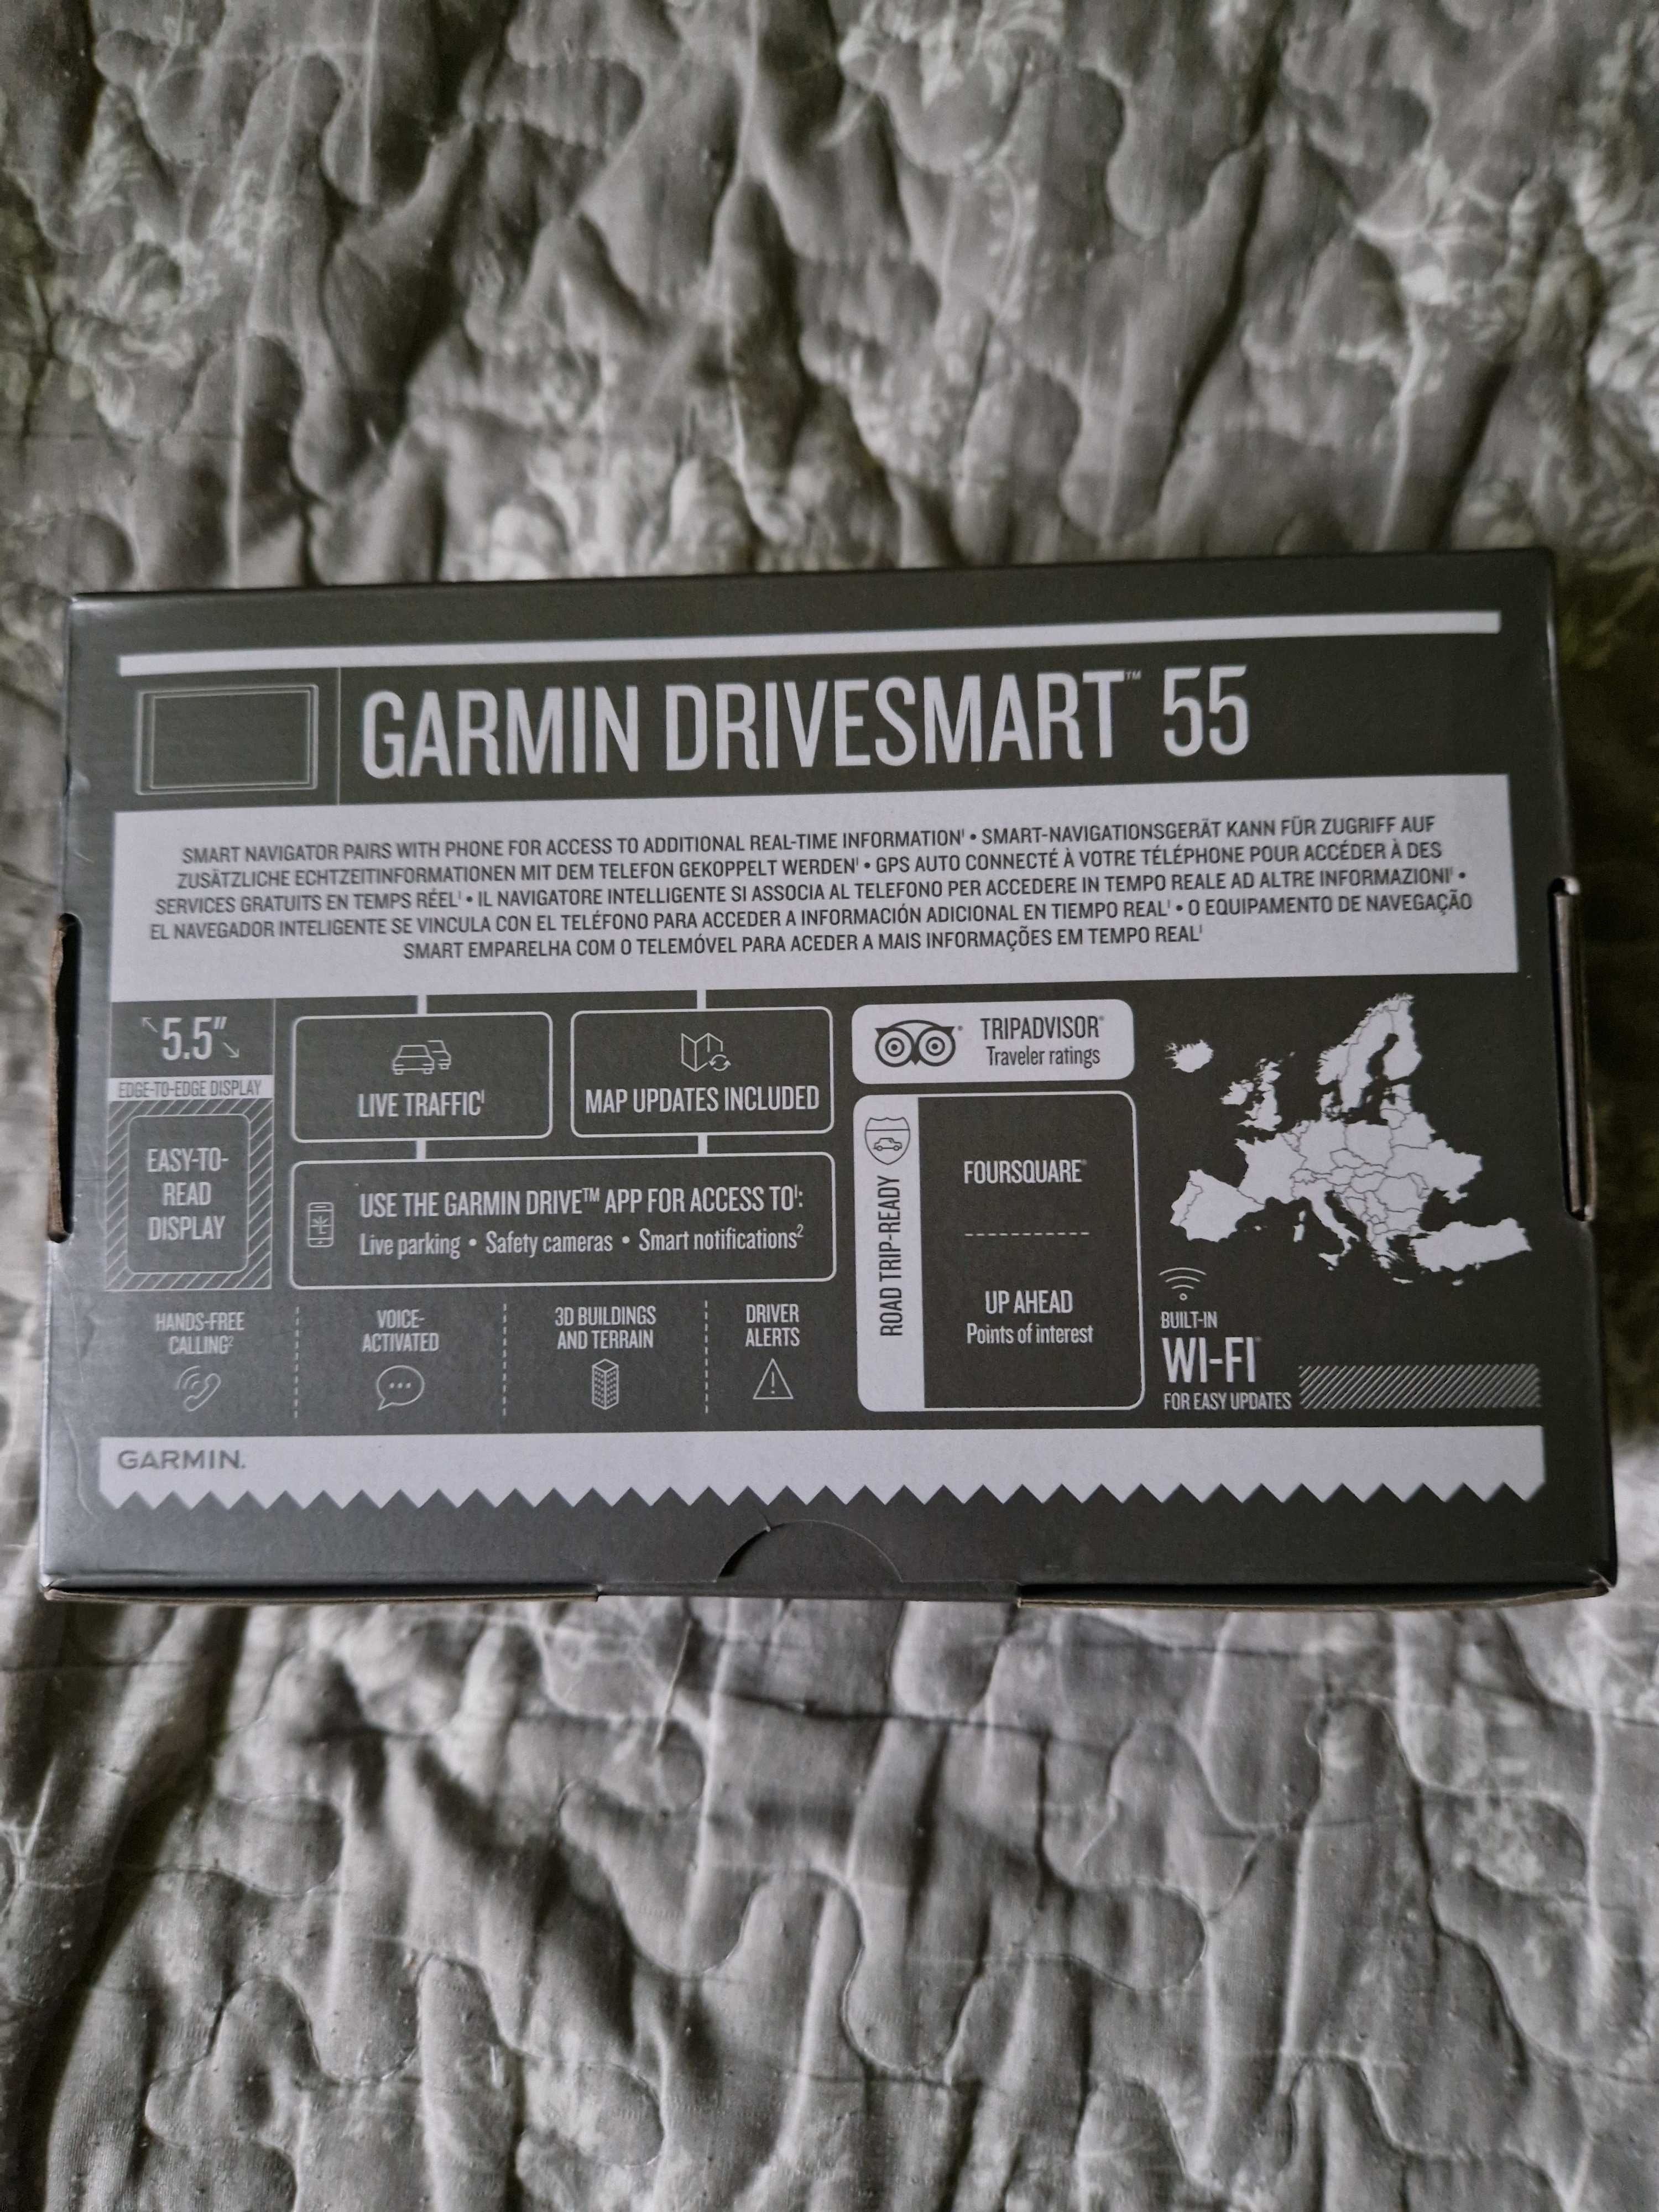 GARMIN DRIVESMART™ 55
SMART NAVIGATOR PAIRS WITH PHONE FOR ACCESS TO ADDITIONAL REAL-TIME INFORMATION¹ • SMART-NAVIGATIONSGERÄT KANN FÜR ZUGRIFF AUF
ZUSÄTZLICHE ECHTZEITINFORMATIONEN MIT DEM TELEFON GEKOPPELT WERDEN¹ • GPS AUTO CONNECTÉ À VOTRE TÉLÉPHONE POUR ACCÉDER À DES
SERVICES GRATUITS EN TEMPS RÉEL¹ • IL NAVIGATORE INTELLIGENTE SI ASSOCIA AL TELEFONO PER ACCEDERE IN TEMPO REALE AD ALTRE INFORMAZIONI¹ •
EL NAVEGADOR INTELIGENTE SE VINCULA CON EL TELÉFONO PARA ACCEDER A INFORMACIÓN ADICIONAL EN TIEMPO REAL¹ • O EQUIPAMENTO DE NAVEGAÇÃO
SMART EMPARELHA COM O TELEMÓVEL PARA ACEDER A MAIS INFORMAÇÕES EM TEMPO REAL¹
5.5"
EDGE-TO-EDGE DISPLAY
EASY-TO-
READ
DISPLAY
LIVE TRAFFIC¹
MAP UPDATES INCLUDED
USE THE GARMIN DRIVE™ APP FOR ACCESS TO¹:
Live parking • Safety cameras • Smart notifications²
HANDS-FREE
CALLING²
VOICE-
ACTIVATED
3D BUILDINGS
AND TERRAIN
DRIVER
ALERTS
TRIPADVISOR®
Traveler ratings
ROAD TRIP-READY
FOURSQUARE®
UP AHEAD
Points of interest
BUILT-IN
WI-FI®
FOR EASY UPDATES
GARMIN.